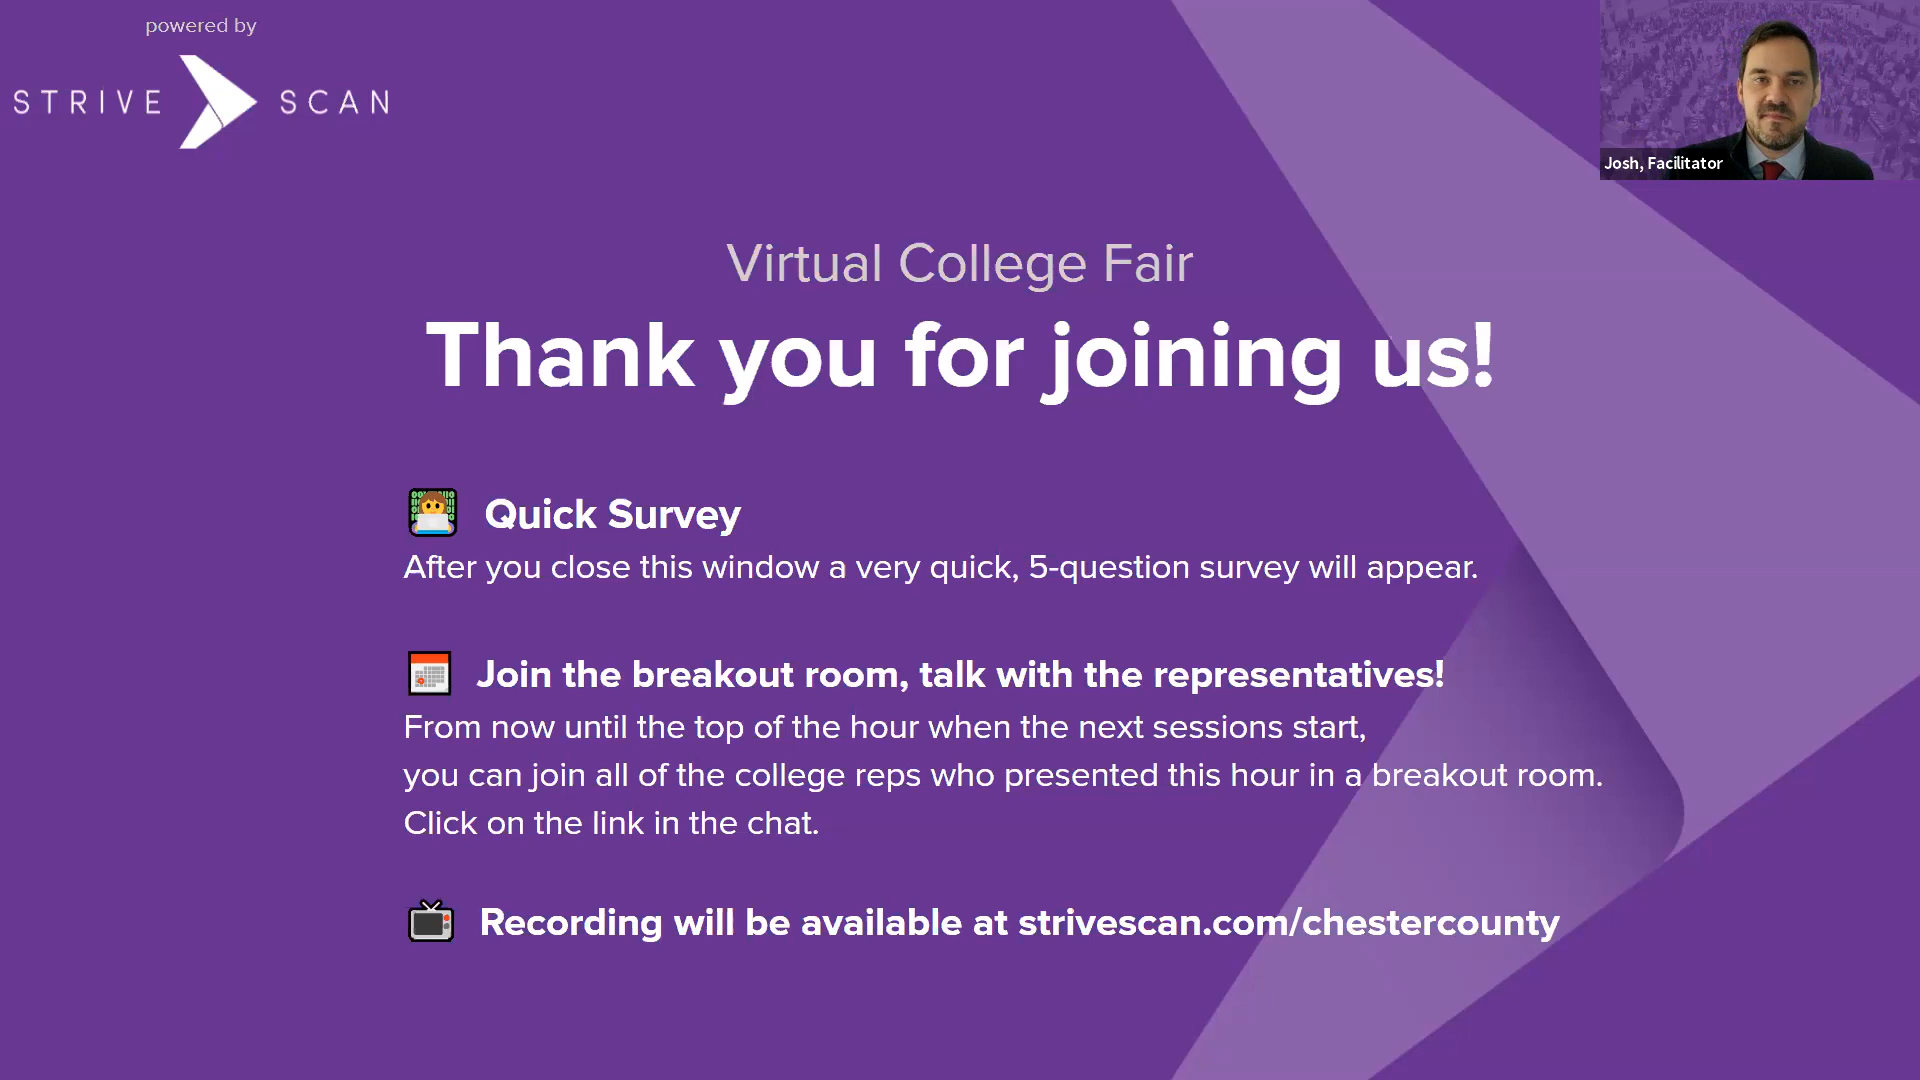 powered by
STRIVE SCAN
Josh, Facilitator
Virtual College Fair
Thank you for joining us!
Quick Survey
After you close this window a very quick, 5-question survey will appear.
Join the breakout room, talk with the representatives!
From now until the top of the hour when the next sessions start,
you can join all of the college reps who presented this hour in a breakout room.
Click on the link in the chat.
Recording will be available at strivescan.com/chestercounty